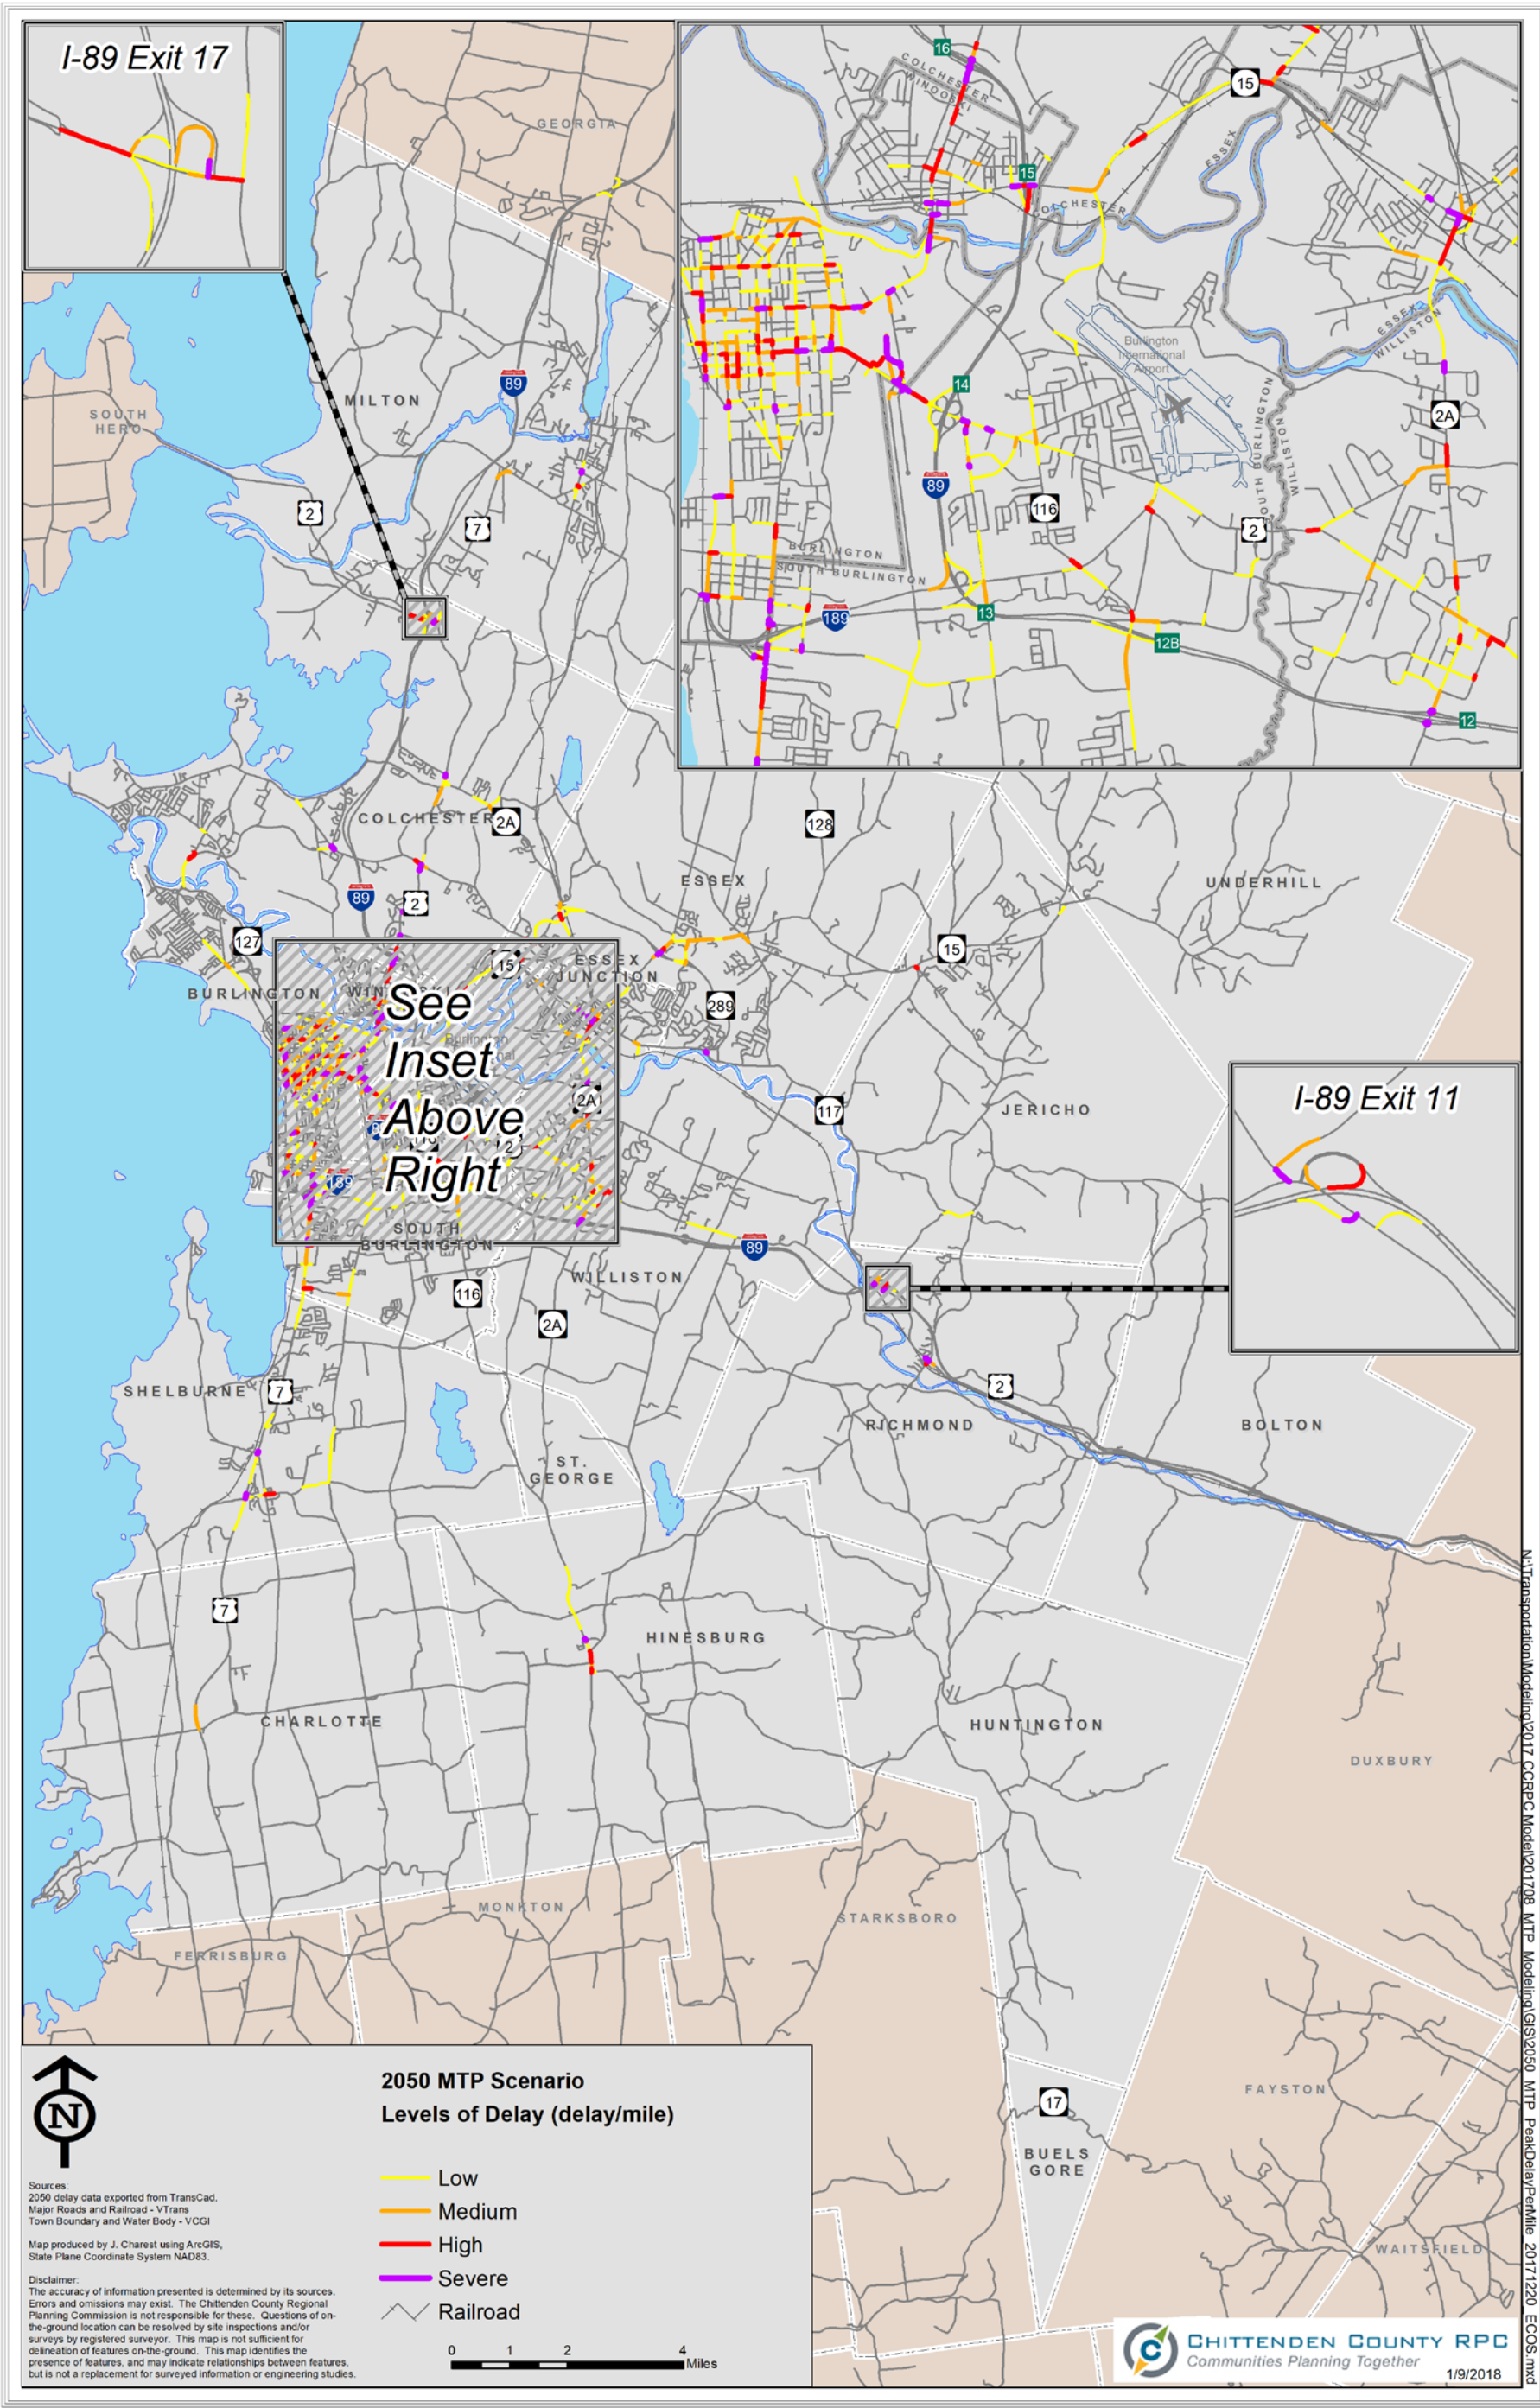 I-89 Exit 17
GEORGIA
SOUTH
HERO
MILTON
89
2
7
16
COLCHESTER
WINOOSKI
15
15
COLCHESTER
ESSEX
ESSEX
WILLISTON
Burlington
International
Airport
14
2A
SOUTH BURLINGTON
WILLISTON
89
116
2
BURLINGTON
SOUTH BURLINGTON
189
13
12B
12
COLCHESTER
2A
128
ESSEX
UNDERHILL
89
2
127
15
15
ESSEX
JUNCTION
BURLINGTON
289
See
Inset
Above
Right
2A
2
189
117
JERICHO
I-89 Exit 11
SOUTH
BURLINGTON
89
WILLISTON
116
2A
SHELBURNE
7
2
RICHMOND
BOLTON
ST.
GEORGE
7
HINESBURG
CHARLOTTE
HUNTINGTON
DUXBURY
MONKTON
STARKSBORO
FERRISBURG
FAYSTON
17
BUELS
GORE
WAITSFIELD
N
2050 MTP Scenario
Levels of Delay (delay/mile)
Low
Medium
High
Severe
Railroad
0 1 2 4
Miles
Sources:
2050 delay data exported from TransCad.
Major Roads and Railroad - VTrans
Town Boundary and Water Body - VCGI
Map produced by J. Charest using ArcGIS,
State Plane Coordinate System NAD83.
Disclaimer:
The accuracy of information presented is determined by its sources.
Errors and omissions may exist. The Chittenden County Regional
Planning Commission is not responsible for these. Questions of on-
the-ground location can be resolved by site inspections and/or
surveys by registered surveyor. This map is not sufficient for
delineation of features on-the-ground. This map identifies the
presence of features, and may indicate relationships between features,
but is not a replacement for surveyed information or engineering studies.
CHITTENDEN COUNTY RPC
Communities Planning Together
1/9/2018
N:\Transportation\Modeling\2017 CCRPC Model\201708_MTP_Modeling\GIS\2050_MTP_PeakDelayPerMile_20171220_ECOS.mxd